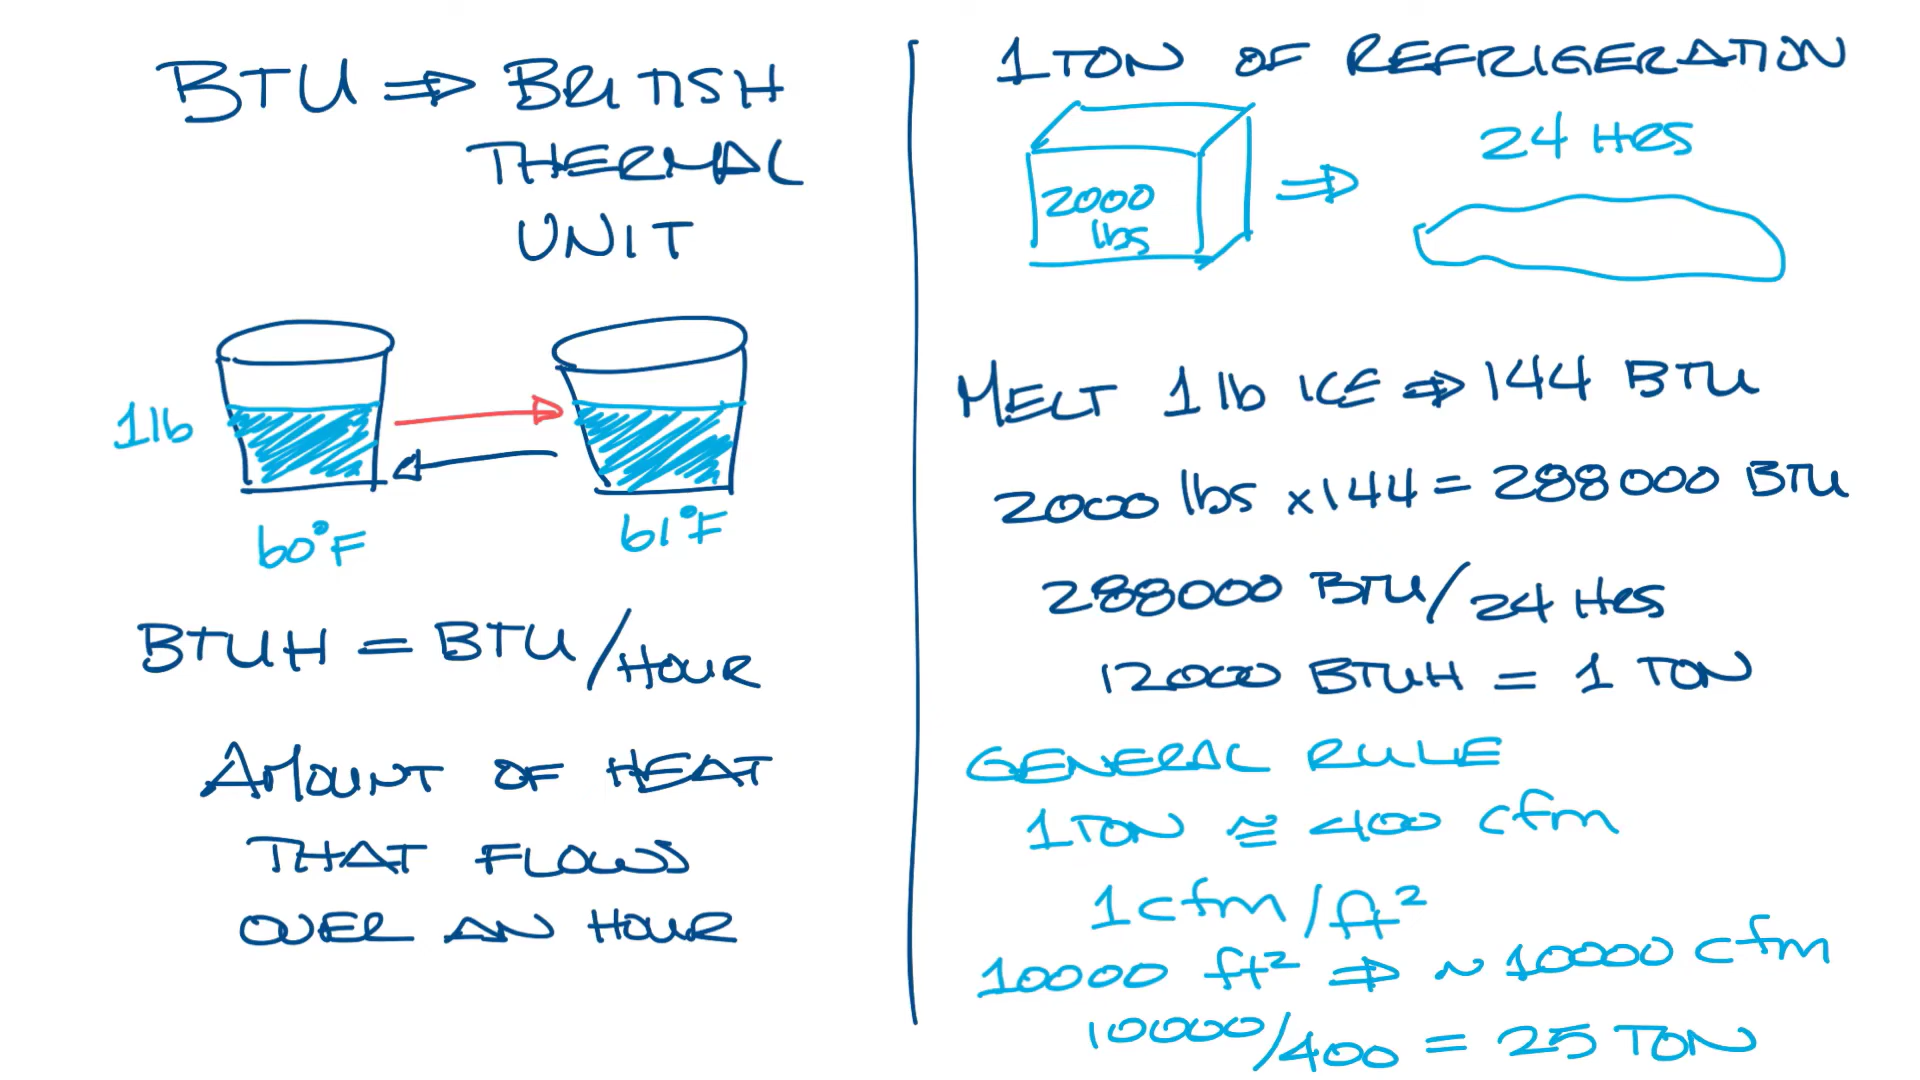 BTU ⇒ BRITISH
THERMAL
UNIT
1lb
60°F
61°F
BTUH = BTU/HOUR
AMOUNT OF HEAT
THAT FLOWS
OVER AN HOUR
1 TON OF REFRIGERATION
2000
lbs
⇒
24 HRS
MELT 1 lb ICE ⇒ 144 BTU
2000 lbs x144 = 288000 BTU
288000 BTU/24 HRS
12000 BTUH = 1 TON
GENERAL RULE
1 TON ≅ 400 cfm
1 cfm/ft²
10000 ft² ⇒ ~10000 cfm
10000/400 = 25 TON